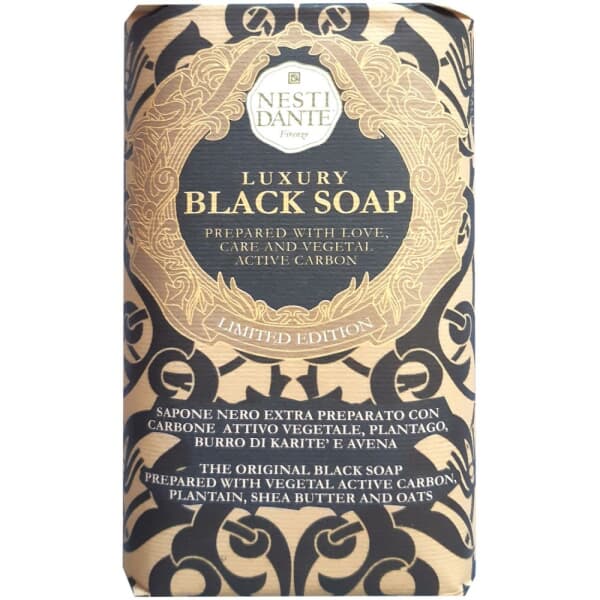 NESTI
DANTE
Firenze
LUXURY
BLACK SOAP
PREPARED WITH LOVE,
CARE AND VEGETAL
ACTIVE CARBON
LIMITED EDITION
SAPONE NERO EXTRA PREPARATO CON
CARBONE ATTIVO VEGETALE, PLANTAGO,
BURRO DI KARITE' E AVENA
THE ORIGINAL BLACK SOAP
PREPARED WITH VEGETAL ACTIVE CARBON,
PLANTAIN, SHEA BUTTER AND OATS